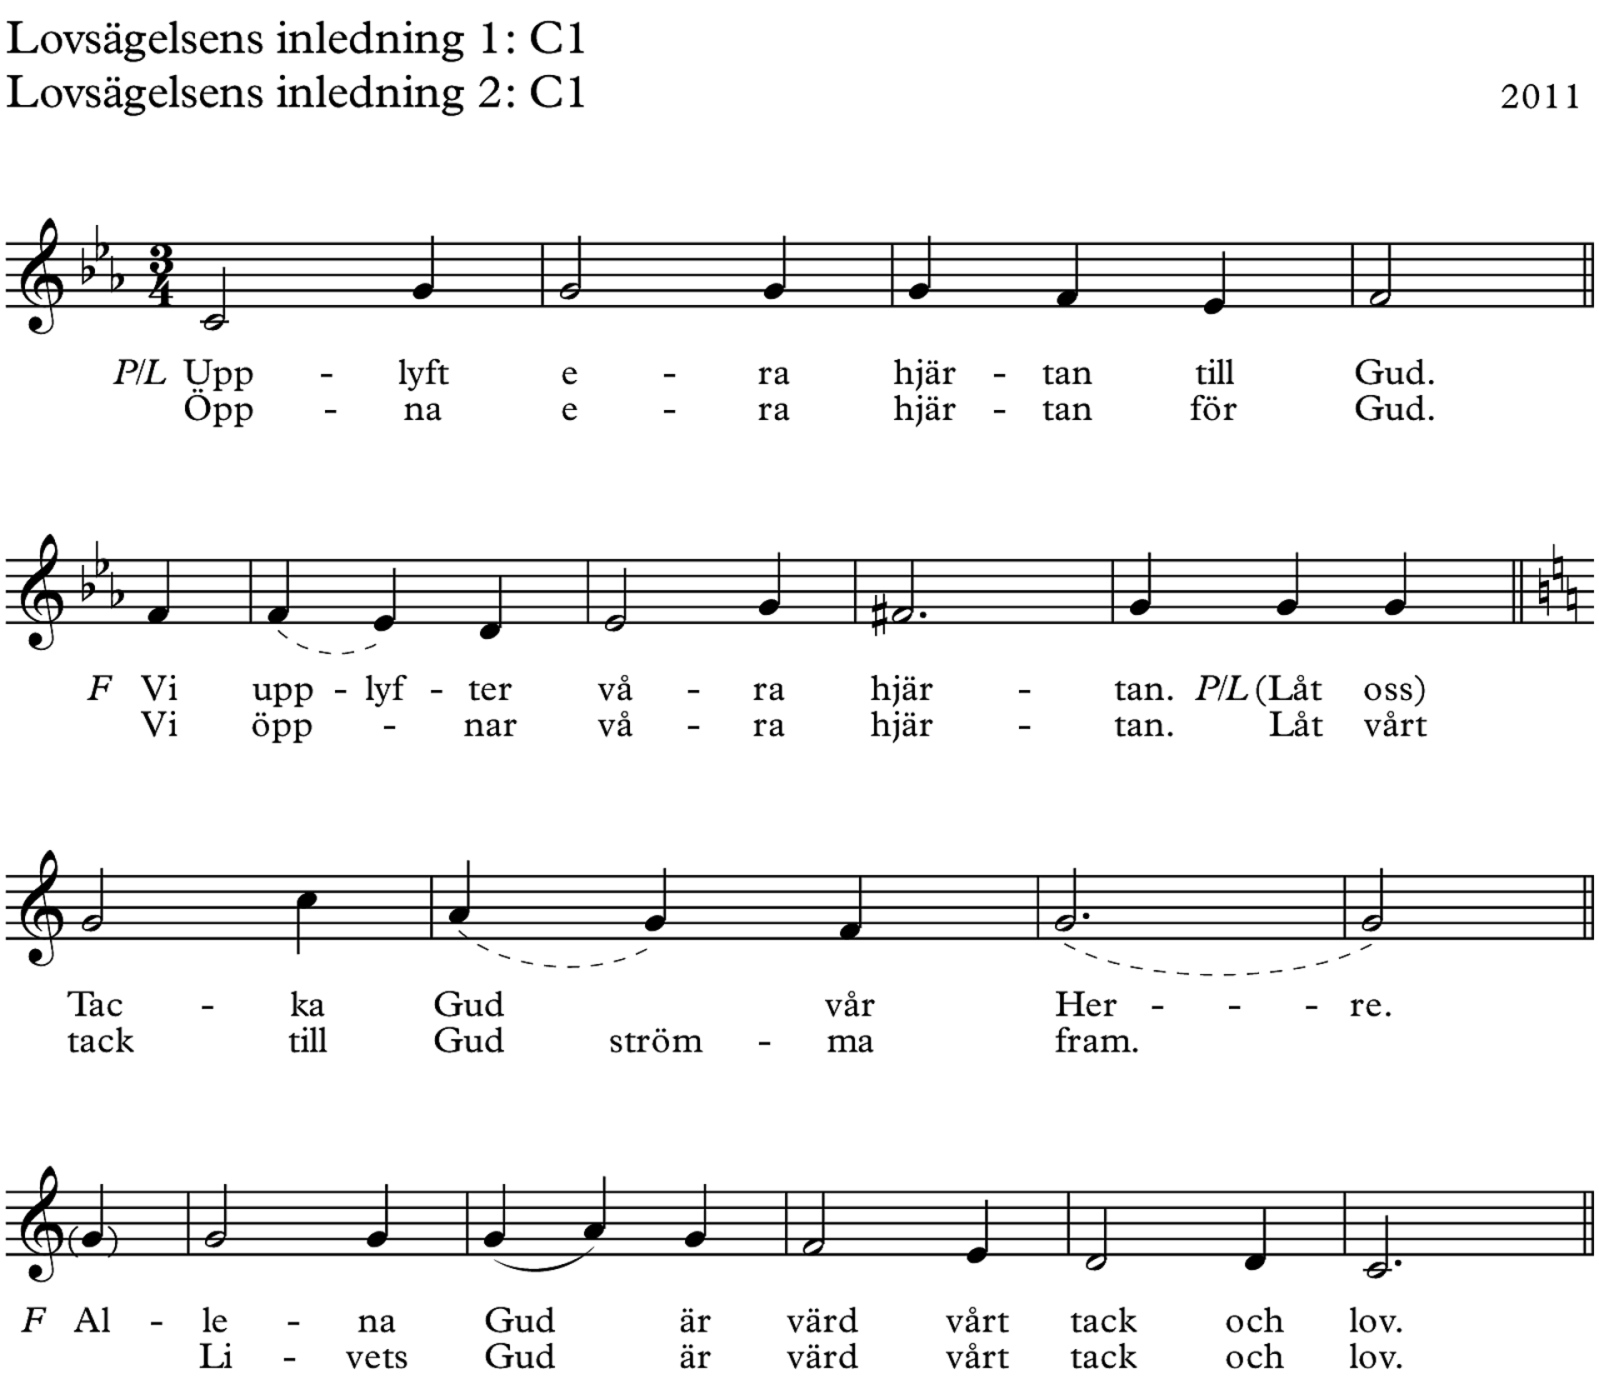 Lovsägelsens inledning 1: C1
Lovsägelsens inledning 2: C1
2011
3
4
P/L Upp - lyft e - ra hjär - tan till Gud.
Öpp - na e - ra hjär - tan för Gud.
F Vi upp - lyf - ter vå - ra hjär - tan. P/L (Låt oss)
Vi öpp - nar vå - ra hjär - tan. Låt vårt
Tac - ka Gud vår Her - - - re.
tack till Gud ström - ma fram.
F Al - le - na Gud är värd vårt tack och lov.
Li - vets Gud är värd vårt tack och lov.